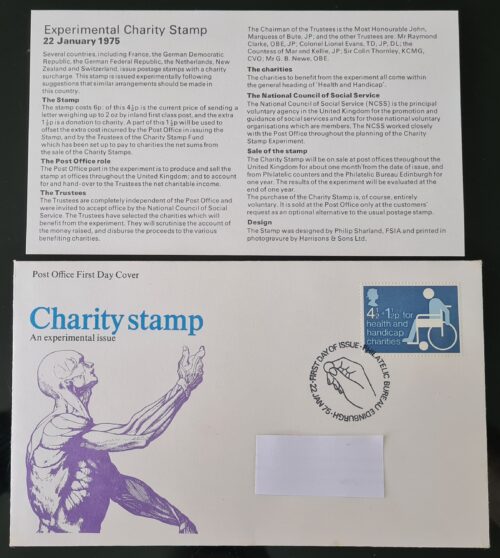 Experimental Charity Stamp
22 January 1975
Several countries, including France, the German Democratic
Republic, the German Federal Republic, the Netherlands, New
Zealand and Switzerland, issue postage stamps with a charity
surcharge. This stamp is issued experimentally following
suggestions that similar arrangements should be made in
this country.
The Stamp
The stamp costs 6p: of this 4½p is the current price of sending a
letter weighing up to 2 oz by inland first class post, and the extra
1½p is a donation to charity. A part of this 1½p will be used to
offset the extra cost incurred by the Post Office in issuing the
Stamp, and by the Trustees of the Charity Stamp Fund
which has been set up to pay to charities the net sums from
the sale of the Charity Stamps.
The Post Office role
The Post Office part in the experiment is to produce and sell the
stamp at offices throughout the United Kingdom; and to account
for and hand-over to the Trustees the net charitable income.
The Trustees
The Trustees are completely independent of the Post Office and
were invited to accept office by the National Council of Social
Service. The Trustees have selected the charities which will
benefit from the experiment. They will scrutinise the account of
the money raised, and disburse the proceeds to the various
benefiting charities.
The Chairman of the Trustees is the Most Honourable John,
Marquess of Bute, JP; and the other Trustees are: Mr Raymond
Clarke, OBE, JP; Colonel Lionel Evans, TD, JP, DL; the
Countess of Mar and Kellie, JP; Sir Colin Thornley, KCMG,
CVO; Mr G. B. Newe, OBE.
The charities
The charities to benefit from the experiment all come within
the general heading of 'Health and Handicap'.
The National Council of Social Service
The National Council of Social Service (NCSS) is the principal
voluntary agency in the United Kingdom for the promotion and
guidance of social services and acts for those national voluntary
organisations which are members. The NCSS worked closely
with the Post Office throughout the planning of the Charity
Stamp Experiment.
Sale of the stamp
The Charity Stamp will be on sale at post offices throughout the
United Kingdom for about one month from the date of issue, and
from Philatelic counters and the Philatelic Bureau Edinburgh for
one year. The results of the experiment will be evaluated at the
end of one year.
The purchase of the Charity Stamp is, of course, entirely
voluntary. It is sold at the Post Office only at the customers'
request as an optional alternative to the usual postage stamp.
Design
The Stamp was designed by Philip Sharland, FSIA and printed in
photogravure by Harrisons & Sons Ltd.
Post Office First Day Cover
Charity stamp
An experimental issue
4½p+1½p for
health and
handicap
charities
FIRST DAY OF ISSUE·PHILATELIC BUREAU EDINBURGH·22 JAN 75·